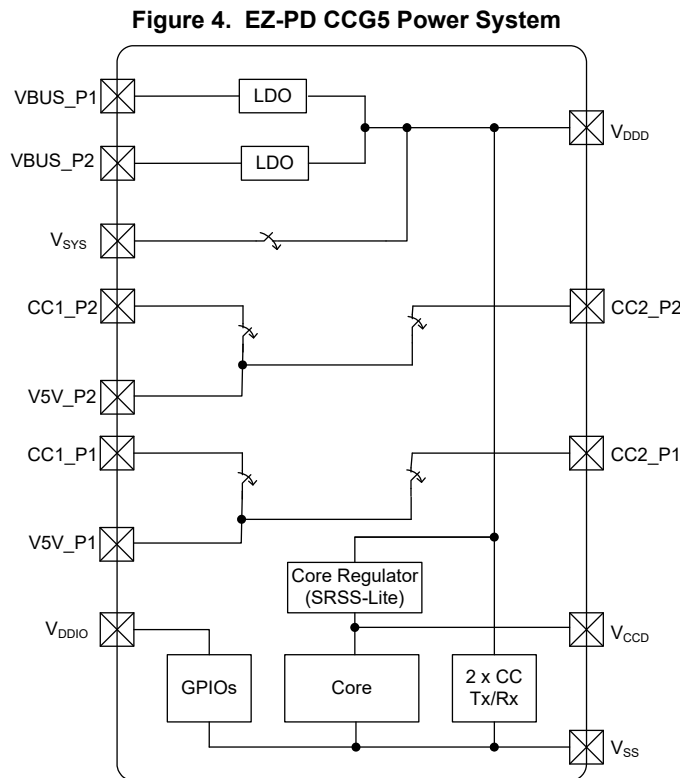 Figure 4. EZ-PD CCG5 Power System
VBUS_P1
LDO
VDDD
VBUS_P2
LDO
VSYS
CC1_P2
CC2_P2
V5V_P2
CC1_P1
CC2_P1
V5V_P1
Core Regulator
(SRSS-Lite)
VDDIO
VCCD
GPIOs
Core
2 x CC
Tx/Rx
VSS